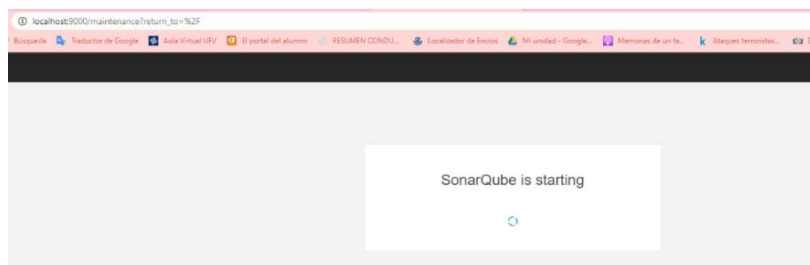 localhost:9000/maintenance?return_to=%2F
Búsqueda Traductor de Google Aula Virtual UFV El portal del alumno RESUMEN CONDU... Localizador de Envíos Mi unidad - Google... Memorias de un ta... Ataques terroristas...
SonarQube is starting